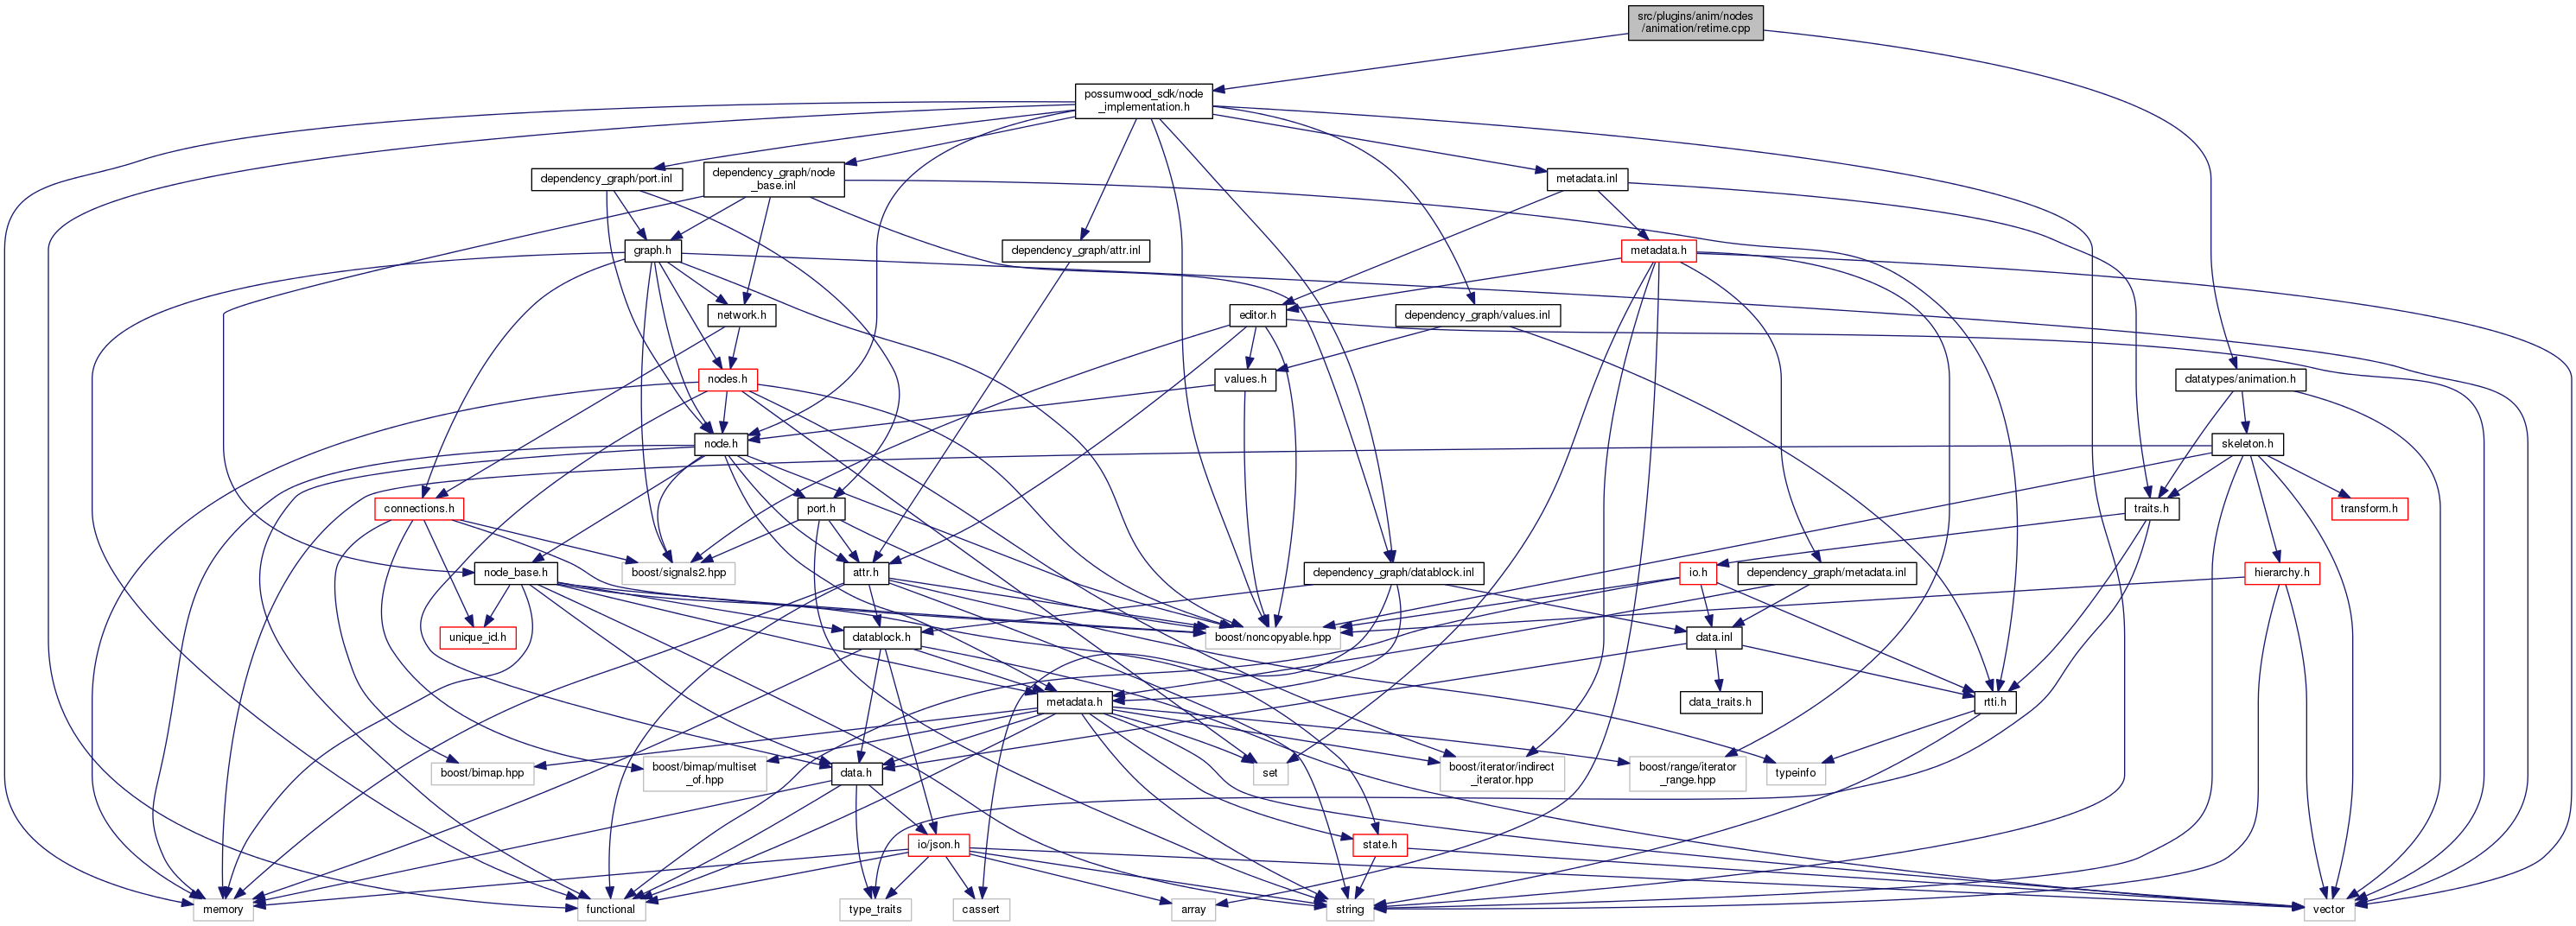 src/plugins/anim/nodes
/animation/retime.cpp
possumwood_sdk/node
_implementation.h
dependency_graph/port.inl
dependency_graph/node
_base.inl
metadata.inl
graph.h
dependency_graph/attr.inl
metadata.h
network.h
editor.h
dependency_graph/values.inl
nodes.h
values.h
datatypes/animation.h
node.h
skeleton.h
connections.h
port.h
traits.h
transform.h
node_base.h
boost/signals2.hpp
attr.h
dependency_graph/datablock.inl
io.h
dependency_graph/metadata.inl
hierarchy.h
unique_id.h
datablock.h
boost/noncopyable.hpp
data.inl
metadata.h
data_traits.h
rtti.h
boost/bimap.hpp
boost/bimap/multiset
_of.hpp
data.h
set
boost/iterator/indirect
_iterator.hpp
boost/range/iterator
_range.hpp
typeinfo
io/json.h
state.h
memory
functional
type_traits
cassert
array
string
vector